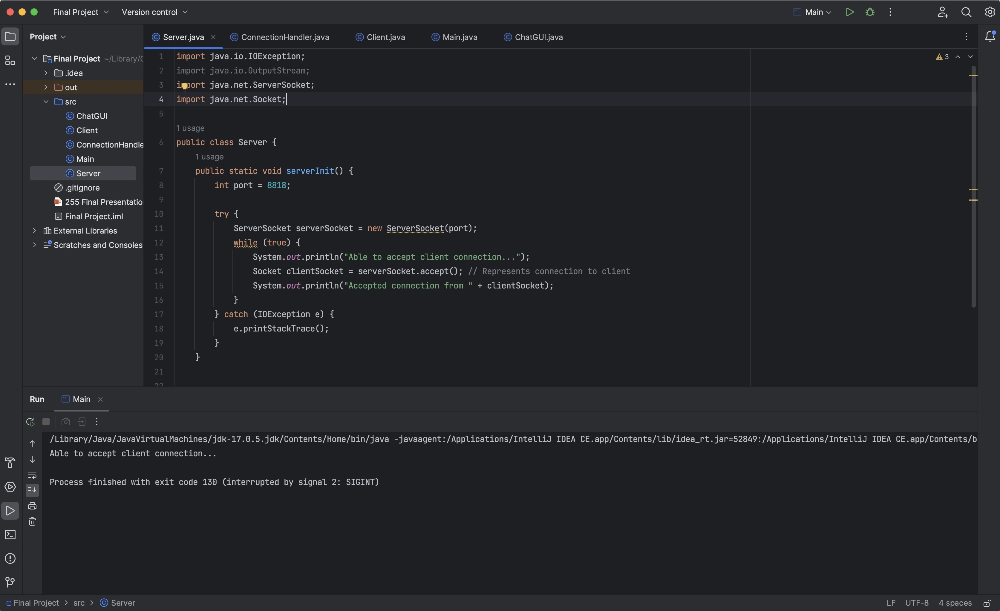 Final Project
Version control
Main
Project
Server.java
ConnectionHandler.java
Client.java
Main.java
ChatGUI.java
Final Project ~/Library/C
.idea
out
src
ChatGUI
Client
ConnectionHandle
Main
Server
.gitignore
255 Final Presentatio
Final Project.iml
External Libraries
Scratches and Consoles
3
1 import java.io.IOException;
2 import java.io.OutputStream;
3 import java.net.ServerSocket;
4 import java.net.Socket;
5
1 usage
6 public class Server {
1 usage
7 public static void serverInit() {
8 int port = 8818;
9
10 try {
11 ServerSocket serverSocket = new ServerSocket(port);
12 while (true) {
13 System.out.println("Able to accept client connection...");
14 Socket clientSocket = serverSocket.accept(); // Represents connection to client
15 System.out.println("Accepted connection from " + clientSocket);
16 }
17 } catch (IOException e) {
18 e.printStackTrace();
19 }
20 }
21
22
Run
Main
/Library/Java/JavaVirtualMachines/jdk-17.0.5.jdk/Contents/Home/bin/java -javaagent:/Applications/IntelliJ IDEA CE.app/Contents/lib/idea_rt.jar=52849:/Applications/IntelliJ IDEA CE.app/Contents/b
Able to accept client connection...
Process finished with exit code 130 (interrupted by signal 2: SIGINT)
Final Project > src > Server
LF UTF-8 4 spaces